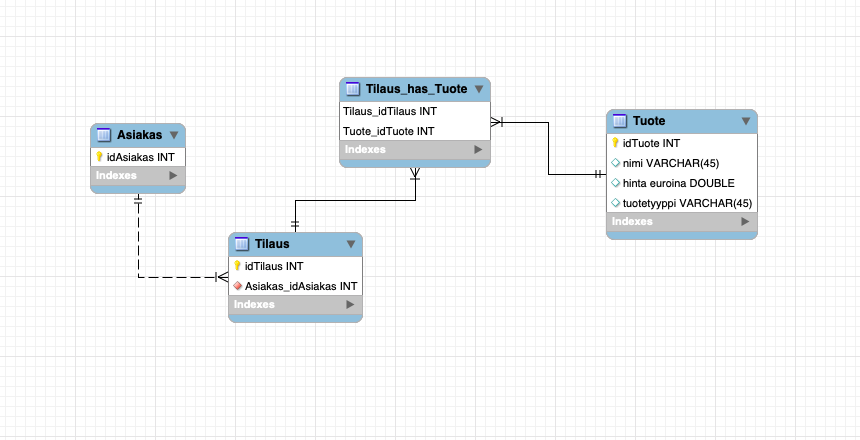 Asiakas
idAsiakas INT
Indexes
Tilaus_has_Tuote
Tilaus_idTilaus INT
Tuote_idTuote INT
Indexes
Tuote
idTuote INT
nimi VARCHAR(45)
hinta euroina DOUBLE
tuotetyyppi VARCHAR(45)
Indexes
Tilaus
idTilaus INT
Asiakas_idAsiakas INT
Indexes